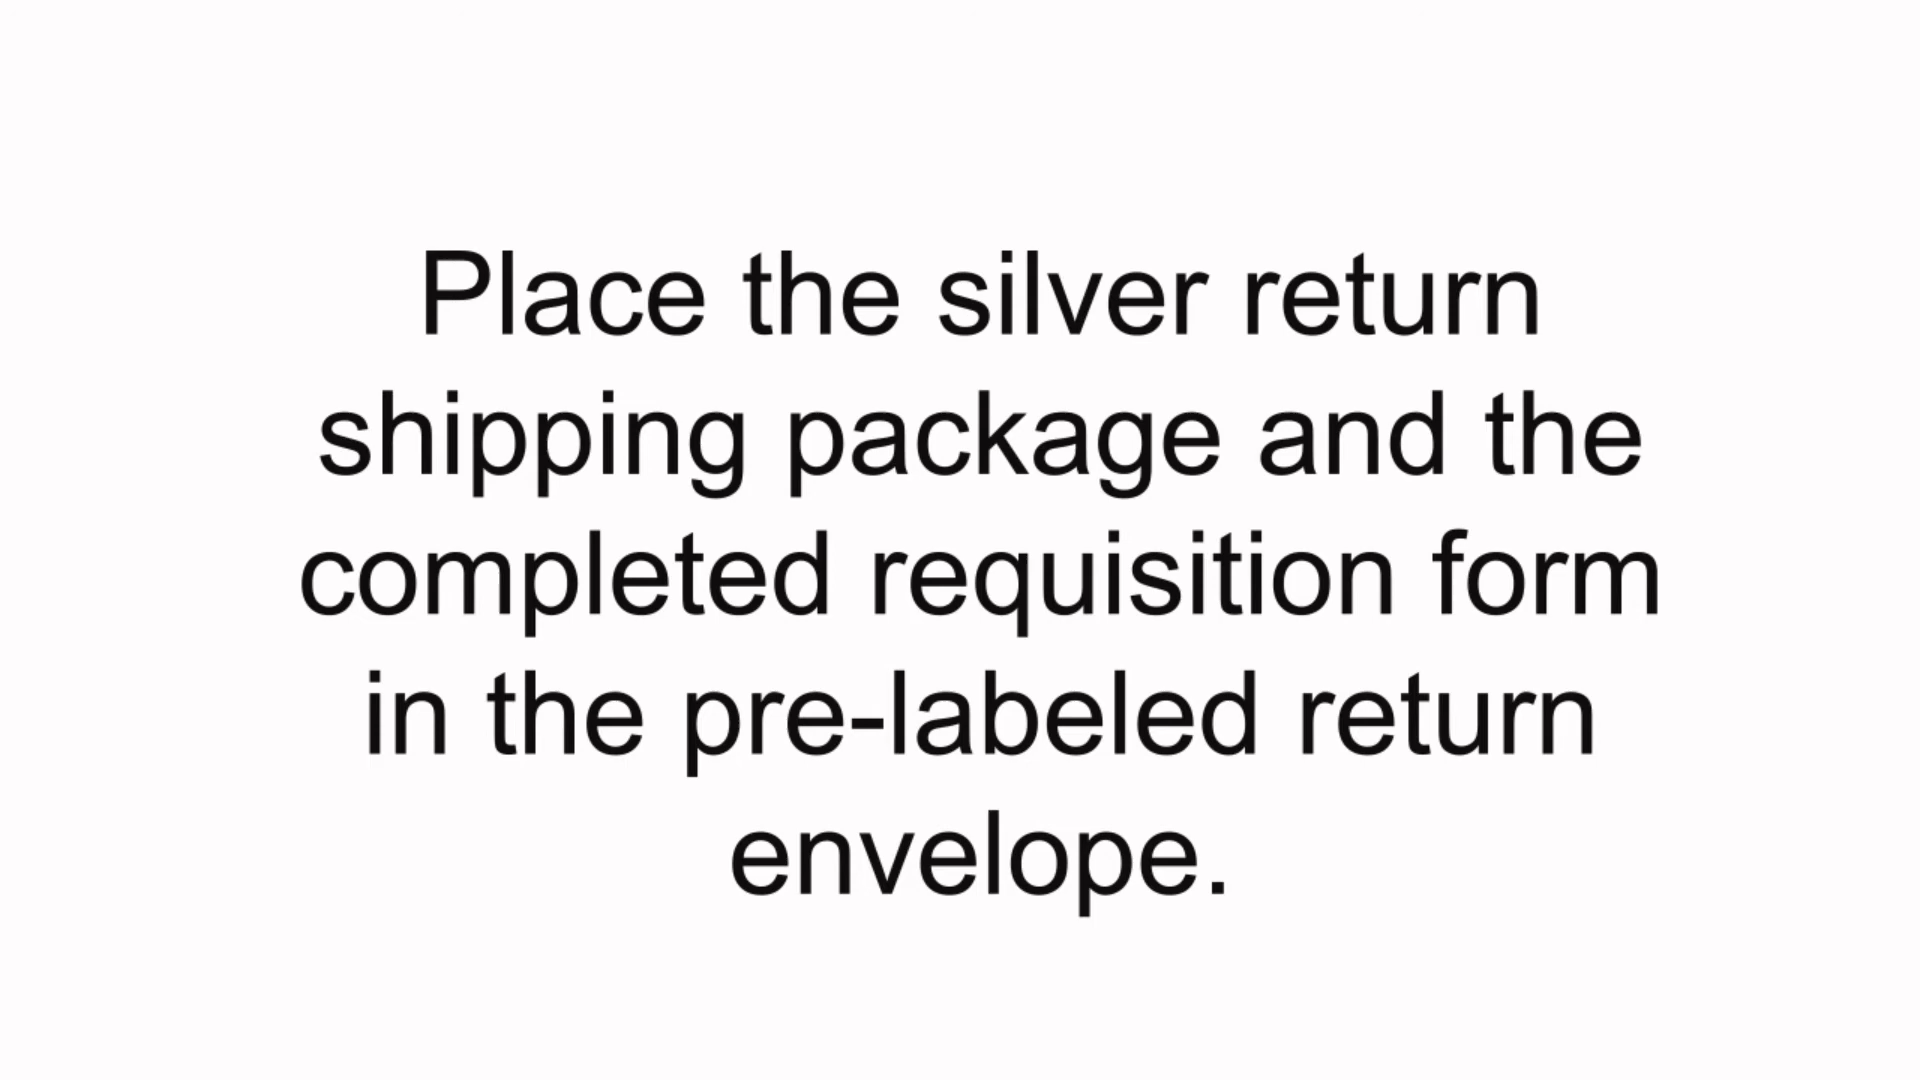 Place the silver return
shipping package and the
completed requisition form
in the pre-labeled return
envelope.